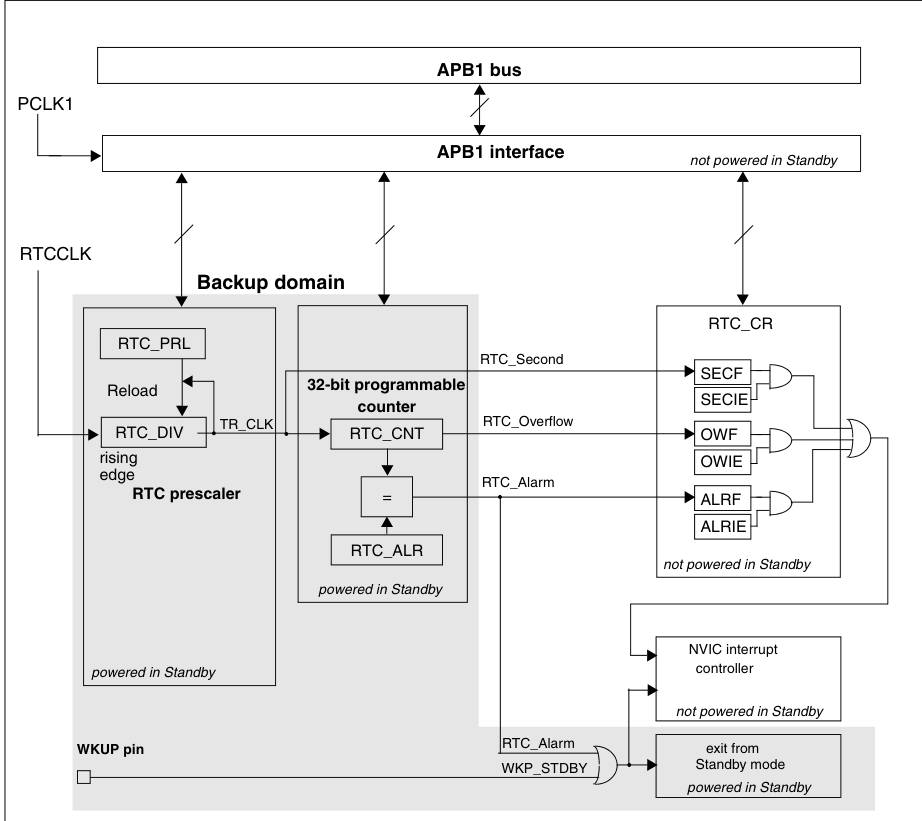 APB1 bus
PCLK1
APB1 interface
not powered in Standby
RTCCLK
Backup domain
RTC_CR
RTC_PRL
RTC_Second
32-bit programmable
counter
SECF
SECIE
Reload
TR_CLK
RTC_Overflow
RTC_DIV
RTC_CNT
OWF
OWIE
rising
edge
RTC prescaler
RTC_Alarm
=
ALRF
ALRIE
RTC_ALR
not powered in Standby
powered in Standby
powered in Standby
NVIC interrupt
controller
not powered in Standby
WKUP pin
RTC_Alarm
WKP_STDBY
exit from
Standby mode
powered in Standby